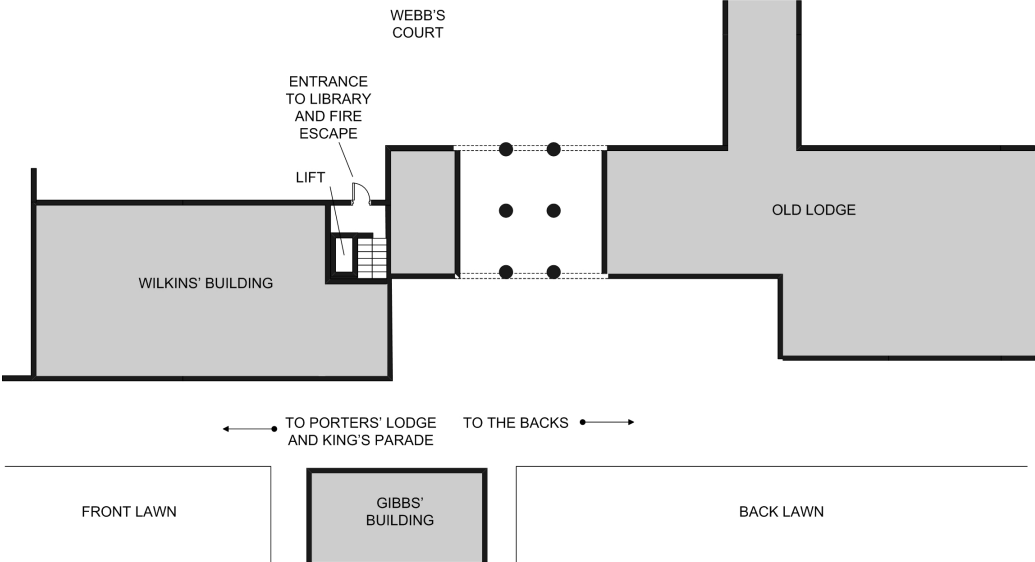 WEBB'S
COURT
ENTRANCE
TO LIBRARY
AND FIRE
ESCAPE
LIFT
OLD LODGE
WILKINS' BUILDING
TO PORTERS' LODGE
AND KING'S PARADE
TO THE BACKS
FRONT LAWN
GIBBS'
BUILDING
BACK LAWN